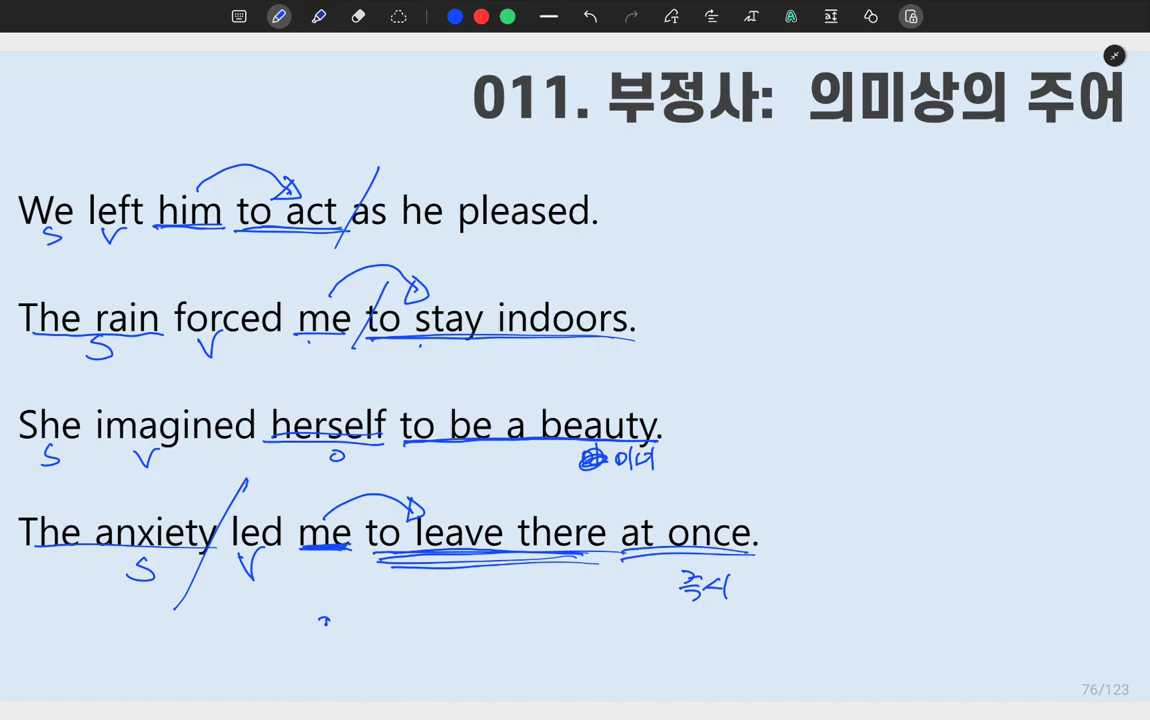 011. 부정사: 의미상의 주어
We left him to act as he pleased.
S V
The rain forced me to stay indoors.
S V
She imagined herself to be a beauty.
S V O 미녀
The anxiety led me to leave there at once.
S V 즉시
76/123